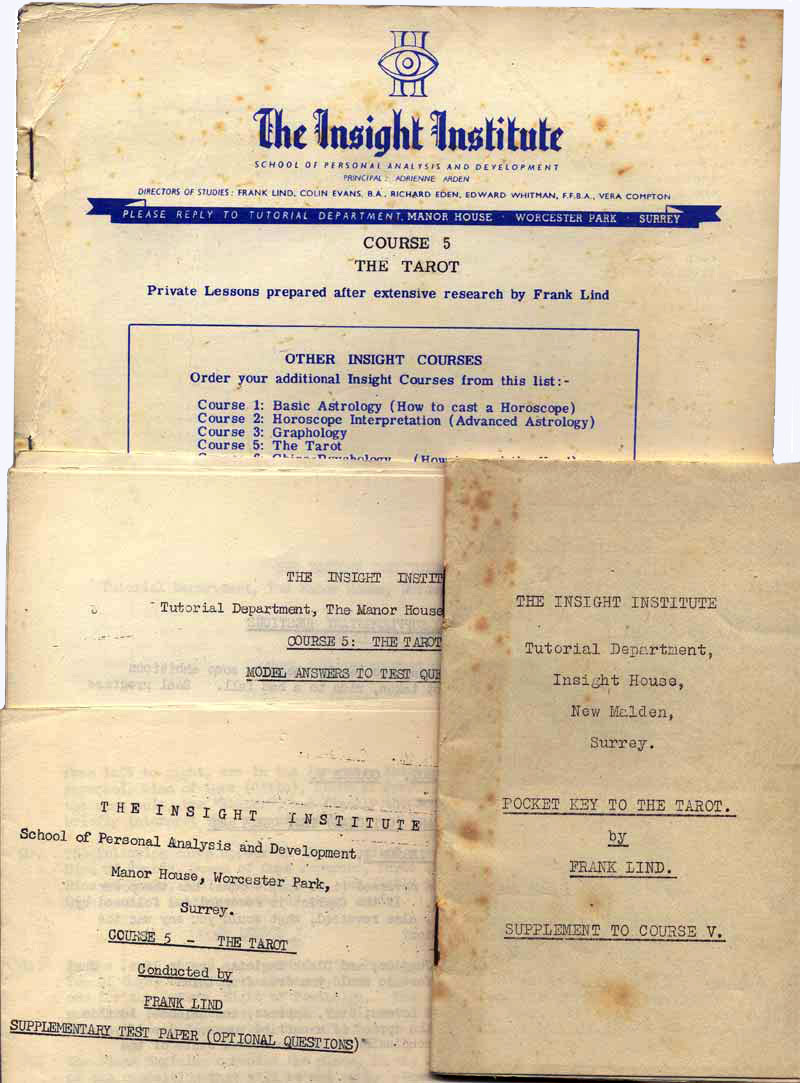 The Insight Institute
SCHOOL OF PERSONAL ANALYSIS AND DEVELOPMENT
PRINCIPAL: ADRIENNE ARDEN
DIRECTORS OF STUDIES: FRANK LIND, COLIN EVANS, B.A., RICHARD EDEN, EDWARD WHITMAN, F.F.B.A., VERA COMPTON
PLEASE REPLY TO TUTORIAL DEPARTMENT, MANOR HOUSE · WORCESTER PARK · SURREY
COURSE 5
THE TAROT
Private Lessons prepared after extensive research by Frank Lind
OTHER INSIGHT COURSES
Order your additional Insight Courses from this list:-
Course 1: Basic Astrology (How to cast a Horoscope)
Course 2: Horoscope Interpretation (Advanced Astrology)
Course 3: Graphology
Course 5: The Tarot
THE INSIGHT INSTIT
Tutorial Department, The Manor House
COURSE 5: THE TAROT
MODEL ANSWERS TO TEST QUE
THE INSIGHT INSTITUTE
School of Personal Analysis and Development
Manor House, Worcester Park,
Surrey.
COURSE 5 - THE TAROT
Conducted by
FRANK LIND
SUPPLEMENTARY TEST PAPER (OPTIONAL QUESTIONS)
THE INSIGHT INSTITUTE
Tutorial Department,
Insight House,
New Malden,
Surrey.
POCKET KEY TO THE TAROT.
by
FRANK LIND.
SUPPLEMENT TO COURSE V.